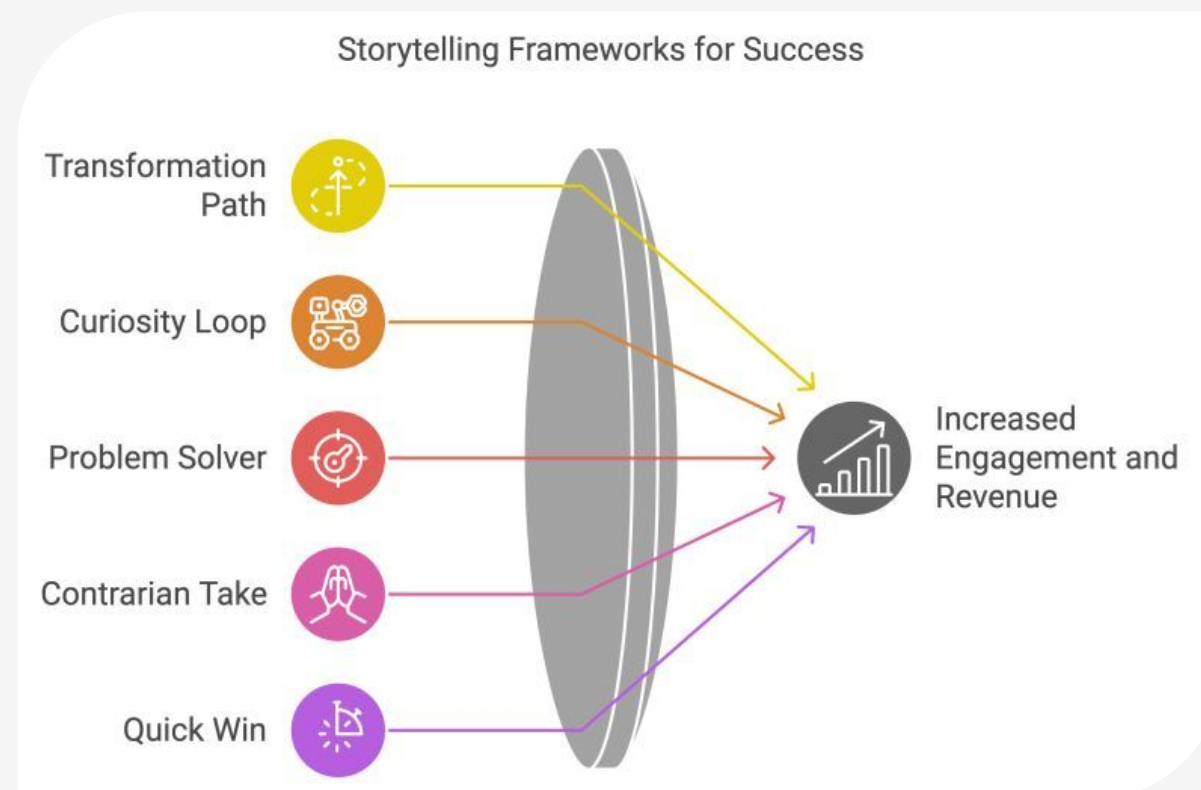 Storytelling Frameworks for Success
Transformation
Path
Curiosity Loop
Problem Solver
Contrarian Take
Quick Win
Increased
Engagement and
Revenue